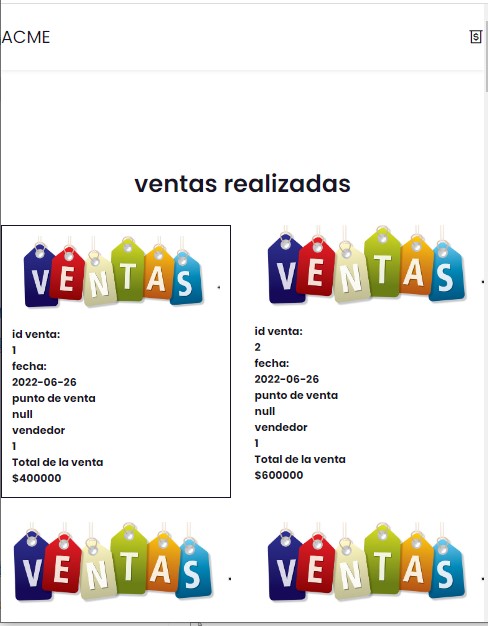 ACME
ventas realizadas
VENTAS
VENTAS
id venta:
1
fecha:
2022-06-26
punto de venta
null
vendedor
1
Total de la venta
$400000
id venta:
2
fecha:
2022-06-26
punto de venta
null
vendedor
1
Total de la venta
$600000
VENTAS
VENTAS